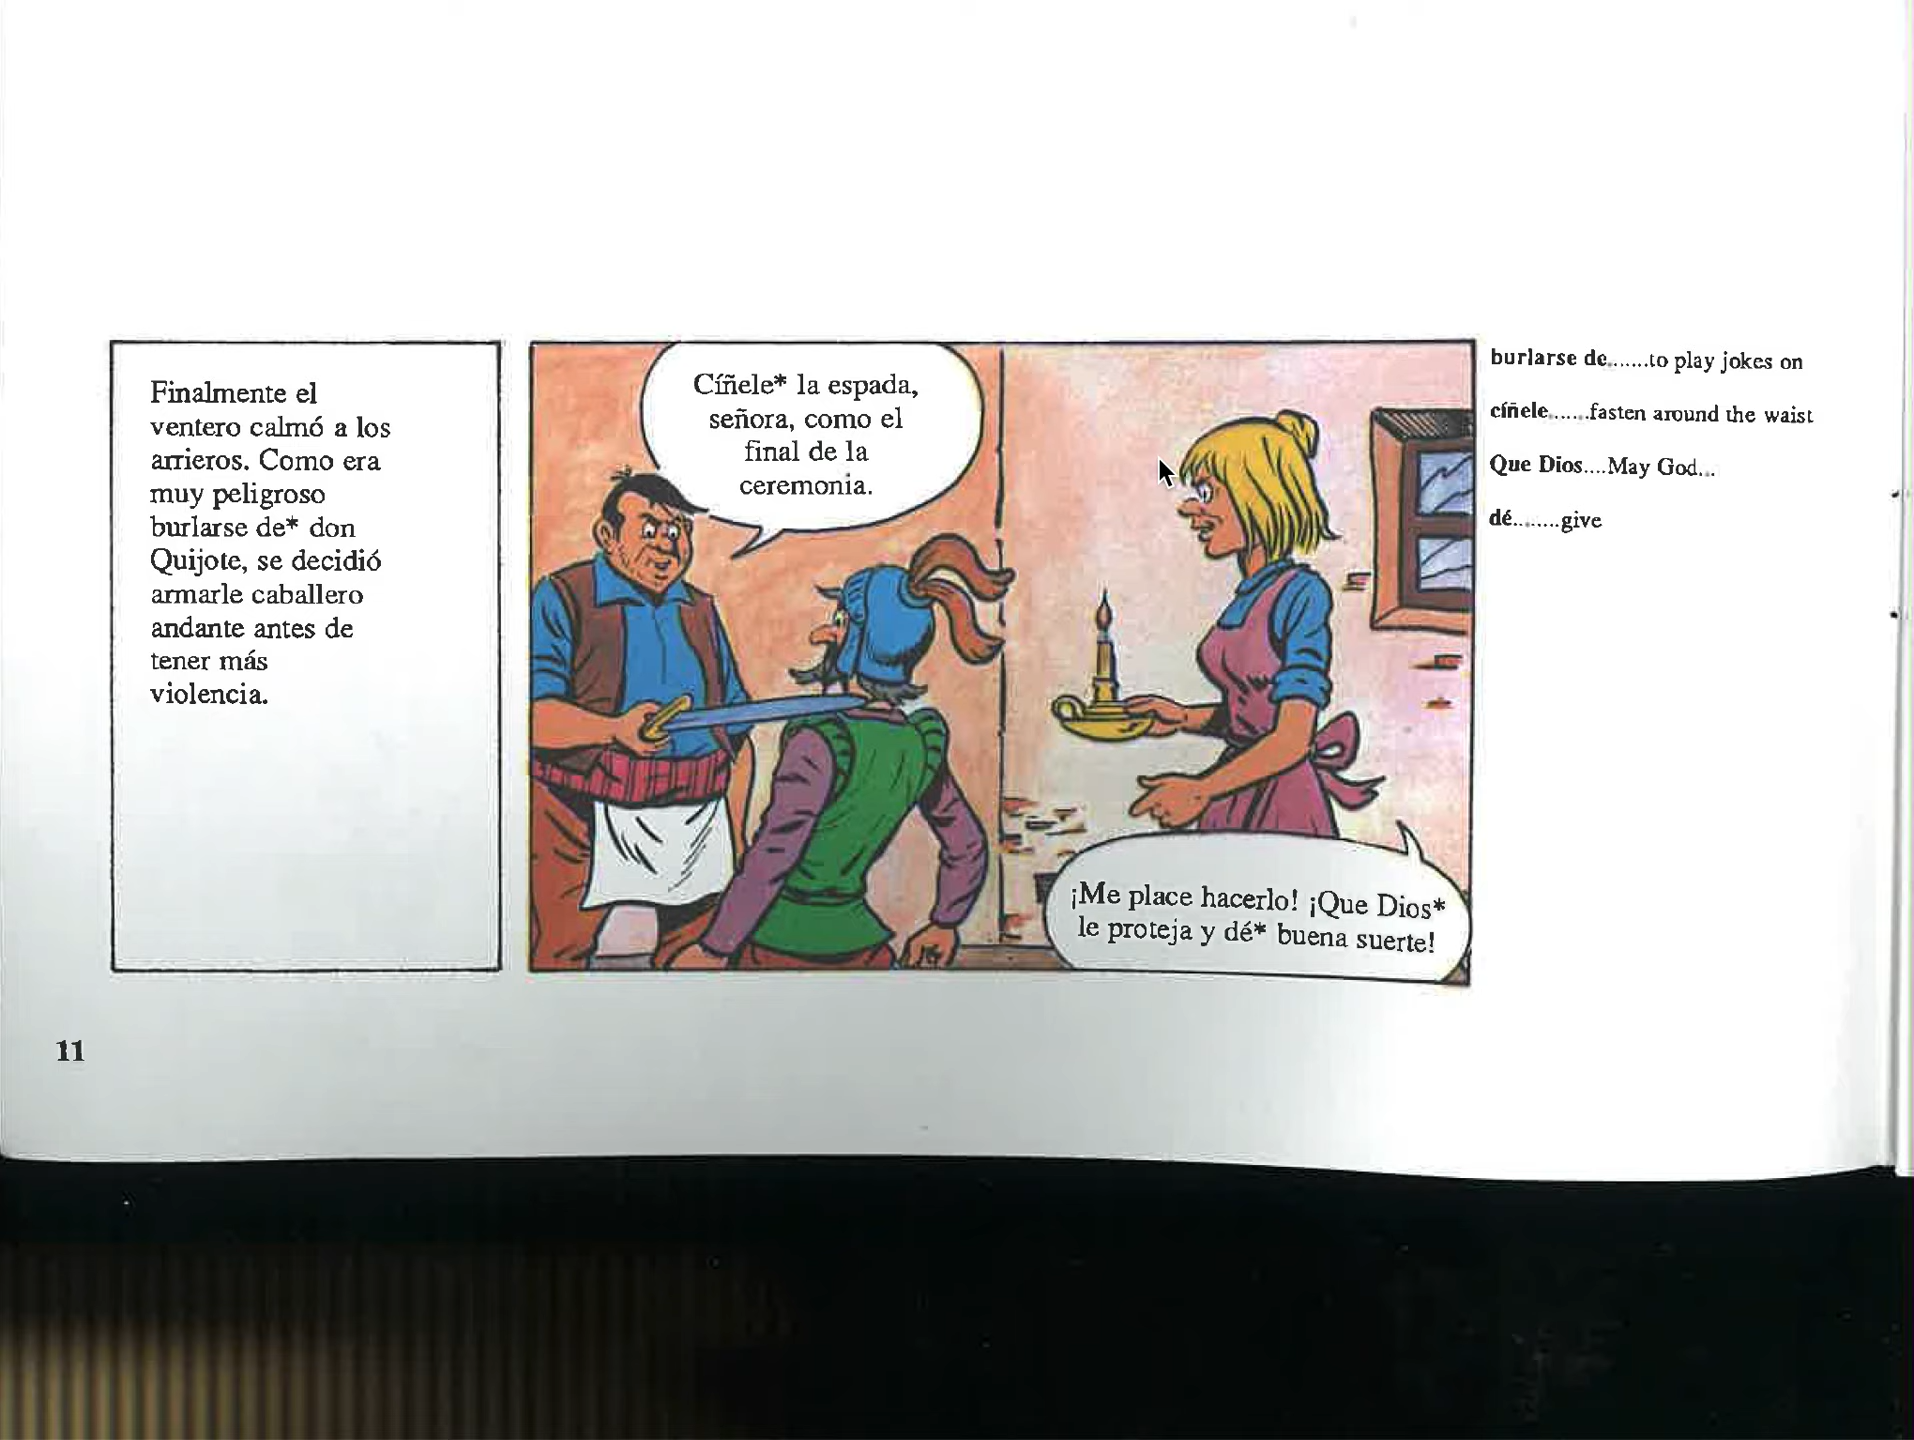 Finalmente el
ventero calmó a los
arrieros. Como era
muy peligroso
burlarse de* don
Quijote, se decidió
armarle caballero
andante antes de
tener más
violencia.
Cíñele* la espada,
señora, como el
final de la
ceremonia.
¡Me place hacerlo! ¡Que Dios*
le proteja y dé* buena suerte!
burlarse de.......to play jokes on
cíñele......fasten around the waist
Que Dios....May God...
dé........give
11